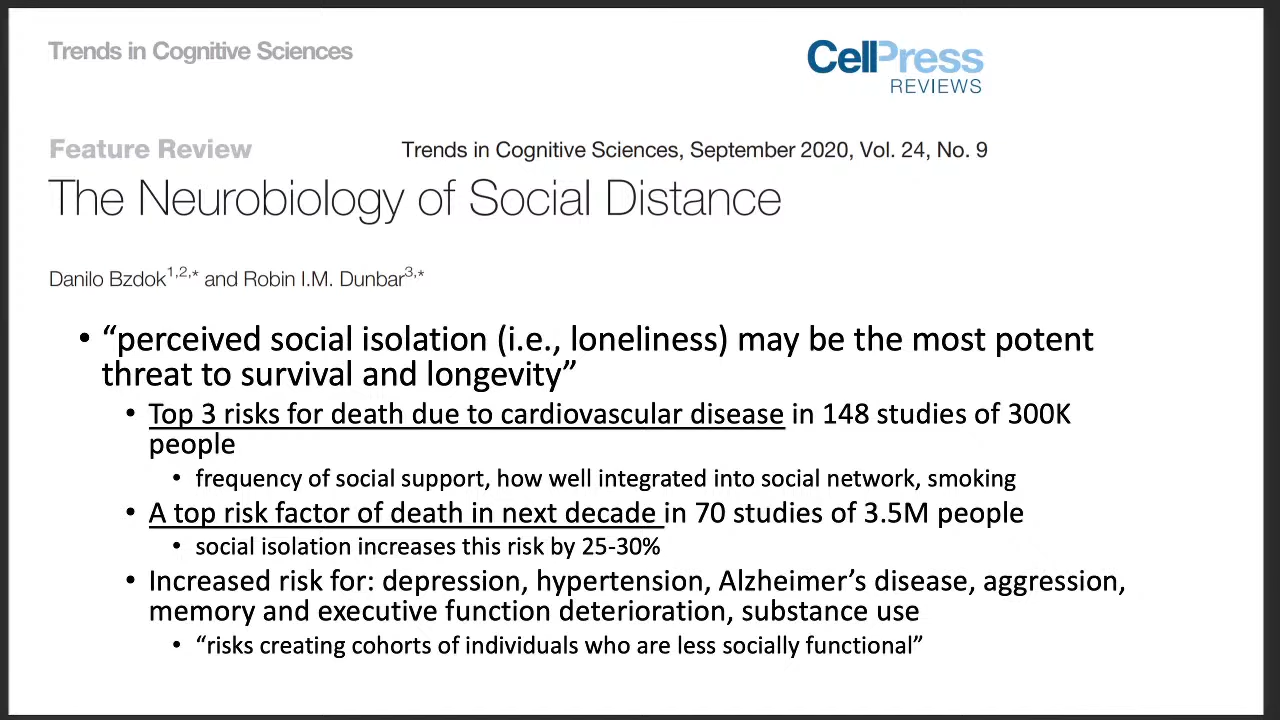 Trends in Cognitive Sciences
CellPress
REVIEWS
Feature Review
Trends in Cognitive Sciences, September 2020, Vol. 24, No. 9
The Neurobiology of Social Distance
Danilo Bzdok1,2,* and Robin I.M. Dunbar3,*
• “perceived social isolation (i.e., loneliness) may be the most potent
threat to survival and longevity”
• Top 3 risks for death due to cardiovascular disease in 148 studies of 300K
people
• frequency of social support, how well integrated into social network, smoking
• A top risk factor of death in next decade in 70 studies of 3.5M people
• social isolation increases this risk by 25-30%
• Increased risk for: depression, hypertension, Alzheimer’s disease, aggression,
memory and executive function deterioration, substance use
• “risks creating cohorts of individuals who are less socially functional”